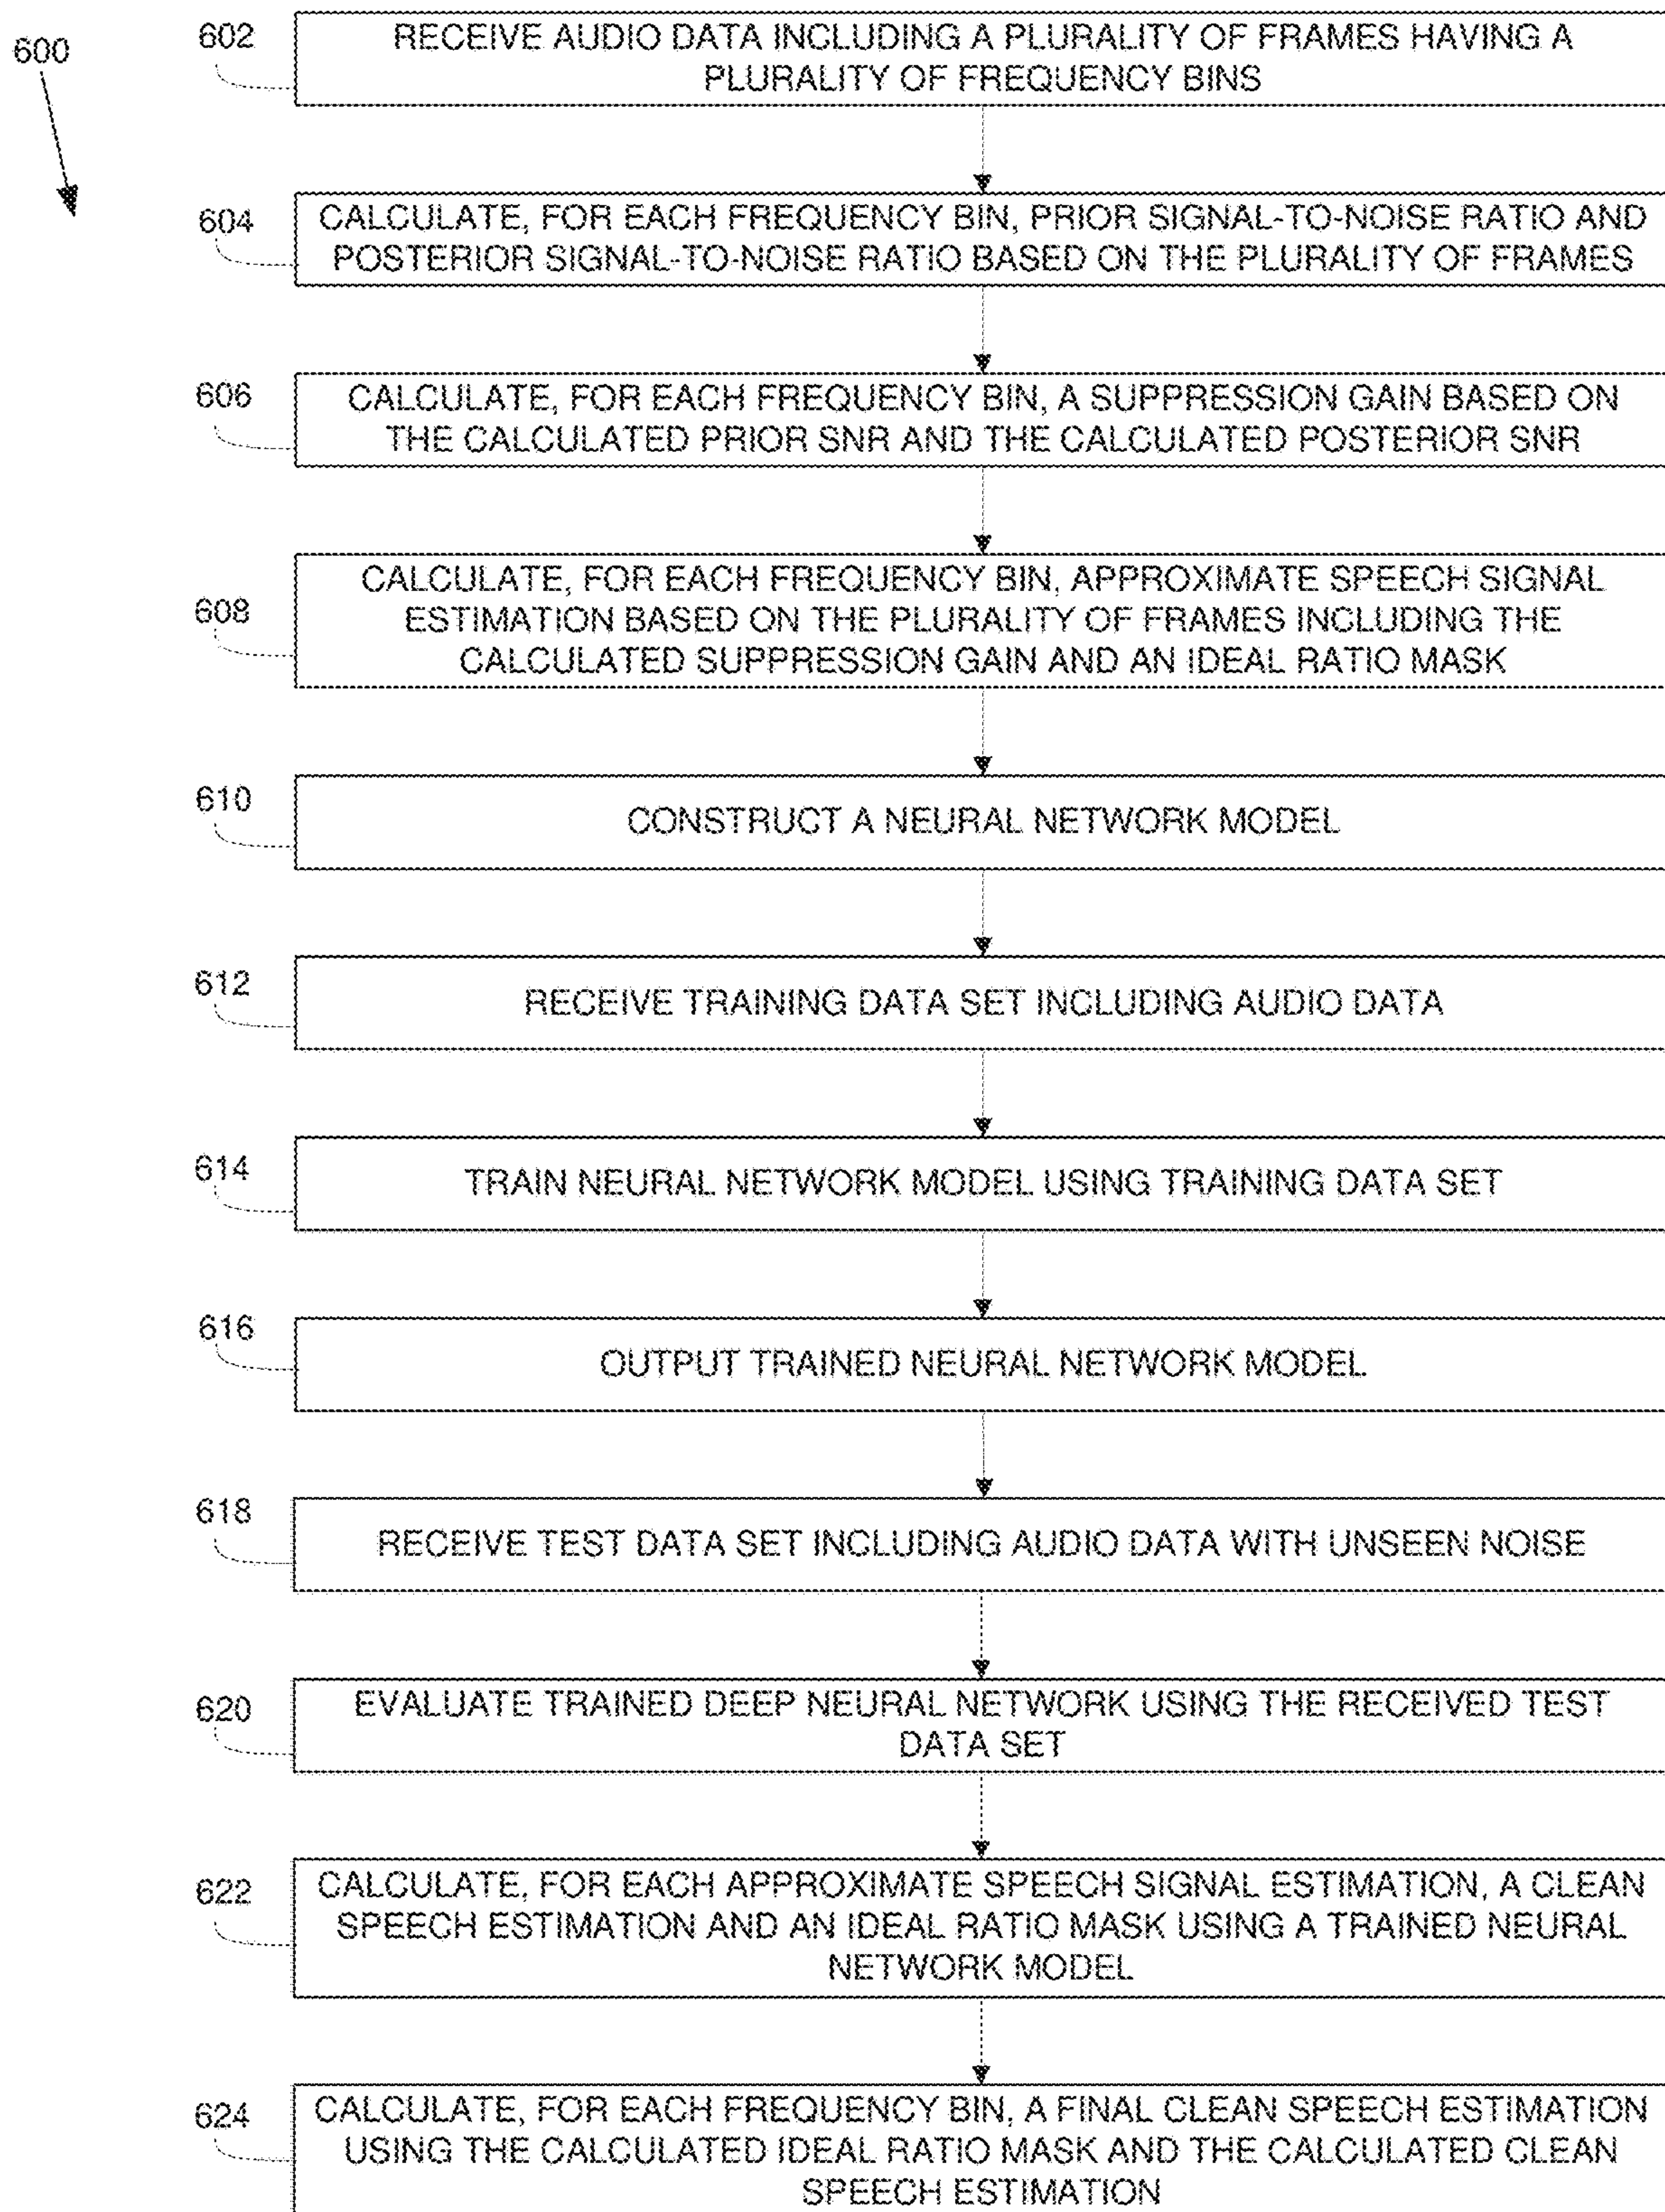 600
602
RECEIVE AUDIO DATA INCLUDING A PLURALITY OF FRAMES HAVING A
PLURALITY OF FREQUENCY BINS
604
CALCULATE, FOR EACH FREQUENCY BIN, PRIOR SIGNAL-TO-NOISE RATIO AND
POSTERIOR SIGNAL-TO-NOISE RATIO BASED ON THE PLURALITY OF FRAMES
606
CALCULATE, FOR EACH FREQUENCY BIN, A SUPPRESSION GAIN BASED ON
THE CALCULATED PRIOR SNR AND THE CALCULATED POSTERIOR SNR
608
CALCULATE, FOR EACH FREQUENCY BIN, APPROXIMATE SPEECH SIGNAL
ESTIMATION BASED ON THE PLURALITY OF FRAMES INCLUDING THE
CALCULATED SUPPRESSION GAIN AND AN IDEAL RATIO MASK
610
CONSTRUCT A NEURAL NETWORK MODEL
612
RECEIVE TRAINING DATA SET INCLUDING AUDIO DATA
614
TRAIN NEURAL NETWORK MODEL USING TRAINING DATA SET
616
OUTPUT TRAINED NEURAL NETWORK MODEL
618
RECEIVE TEST DATA SET INCLUDING AUDIO DATA WITH UNSEEN NOISE
620
EVALUATE TRAINED DEEP NEURAL NETWORK USING THE RECEIVED TEST
DATA SET
622
CALCULATE, FOR EACH APPROXIMATE SPEECH SIGNAL ESTIMATION, A CLEAN
SPEECH ESTIMATION AND AN IDEAL RATIO MASK USING A TRAINED NEURAL
NETWORK MODEL
624
CALCULATE, FOR EACH FREQUENCY BIN, A FINAL CLEAN SPEECH ESTIMATION
USING THE CALCULATED IDEAL RATIO MASK AND THE CALCULATED CLEAN
SPEECH ESTIMATION